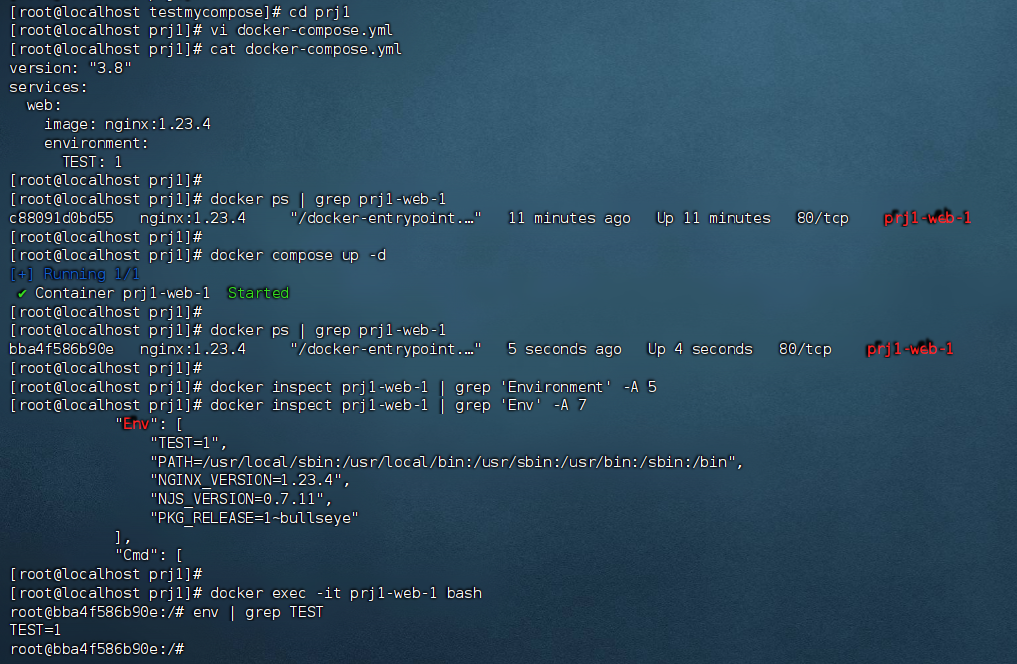 [root@localhost testmycompose]# cd prj1
[root@localhost prj1]# vi docker-compose.yml
[root@localhost prj1]# cat docker-compose.yml
version: "3.8"
services:
  web:
    image: nginx:1.23.4
    environment:
      TEST: 1
[root@localhost prj1]#
[root@localhost prj1]# docker ps | grep prj1-web-1
c88091d0bd55   nginx:1.23.4     "/docker-entrypoint.…"   11 minutes ago   Up 11 minutes   80/tcp    prj1-web-1
[root@localhost prj1]#
[root@localhost prj1]# docker compose up -d
[+] Running 1/1
 ✔ Container prj1-web-1  Started
[root@localhost prj1]#
[root@localhost prj1]# docker ps | grep prj1-web-1
bba4f586b90e   nginx:1.23.4     "/docker-entrypoint.…"   5 seconds ago   Up 4 seconds   80/tcp    prj1-web-1
[root@localhost prj1]#
[root@localhost prj1]# docker inspect prj1-web-1 | grep 'Environment' -A 5
[root@localhost prj1]# docker inspect prj1-web-1 | grep 'Env' -A 7
            "Env": [
                "TEST=1",
                "PATH=/usr/local/sbin:/usr/local/bin:/usr/sbin:/usr/bin:/sbin:/bin",
                "NGINX_VERSION=1.23.4",
                "NJS_VERSION=0.7.11",
                "PKG_RELEASE=1~bullseye"
            ],
            "Cmd": [
[root@localhost prj1]#
[root@localhost prj1]# docker exec -it prj1-web-1 bash
root@bba4f586b90e:/# env | grep TEST
TEST=1
root@bba4f586b90e:/#